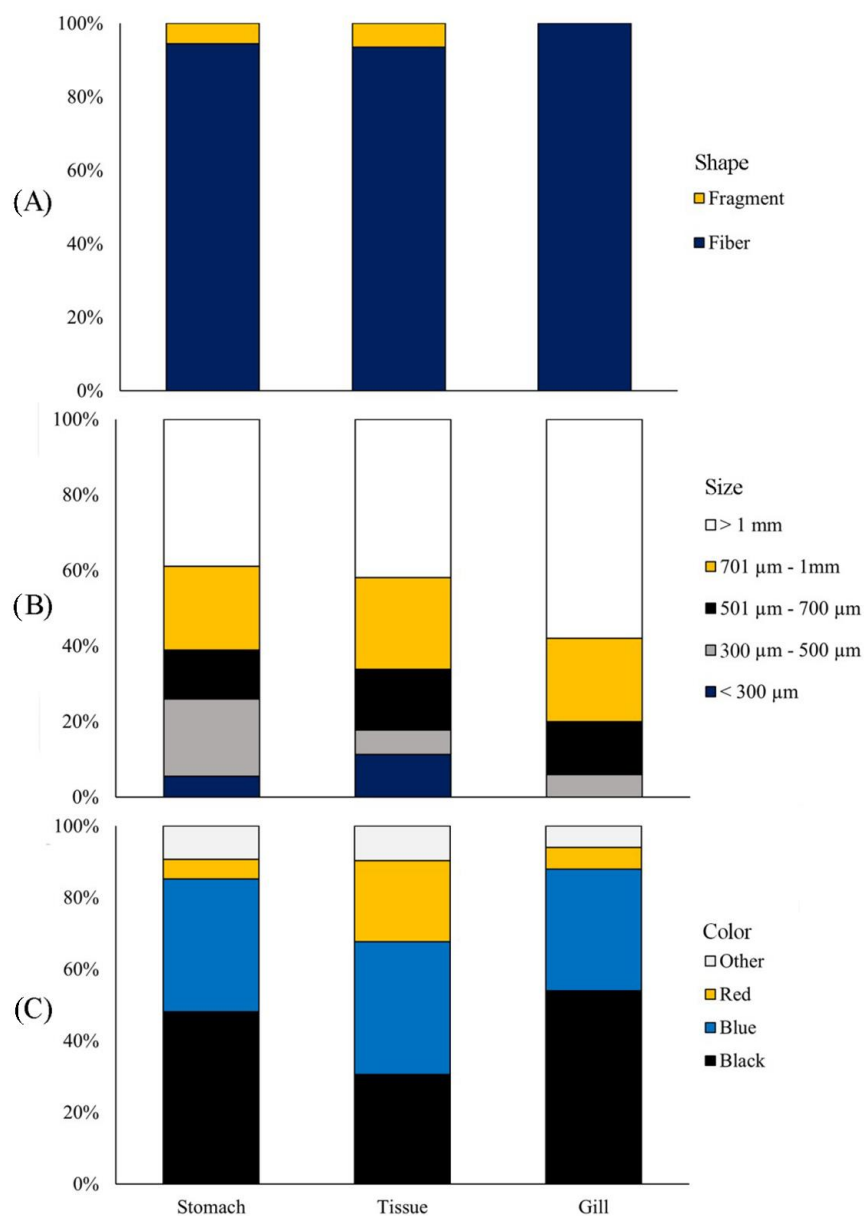 100%
80%
60%
40%
20%
0%
(A)
Shape
Fragment
Fiber
100%
80%
60%
40%
20%
0%
(B)
Size
> 1 mm
701 µm - 1mm
501 µm - 700 µm
300 µm - 500 µm
< 300 µm
100%
80%
60%
40%
20%
0%
(C)
Color
Other
Red
Blue
Black
Stomach Tissue Gill